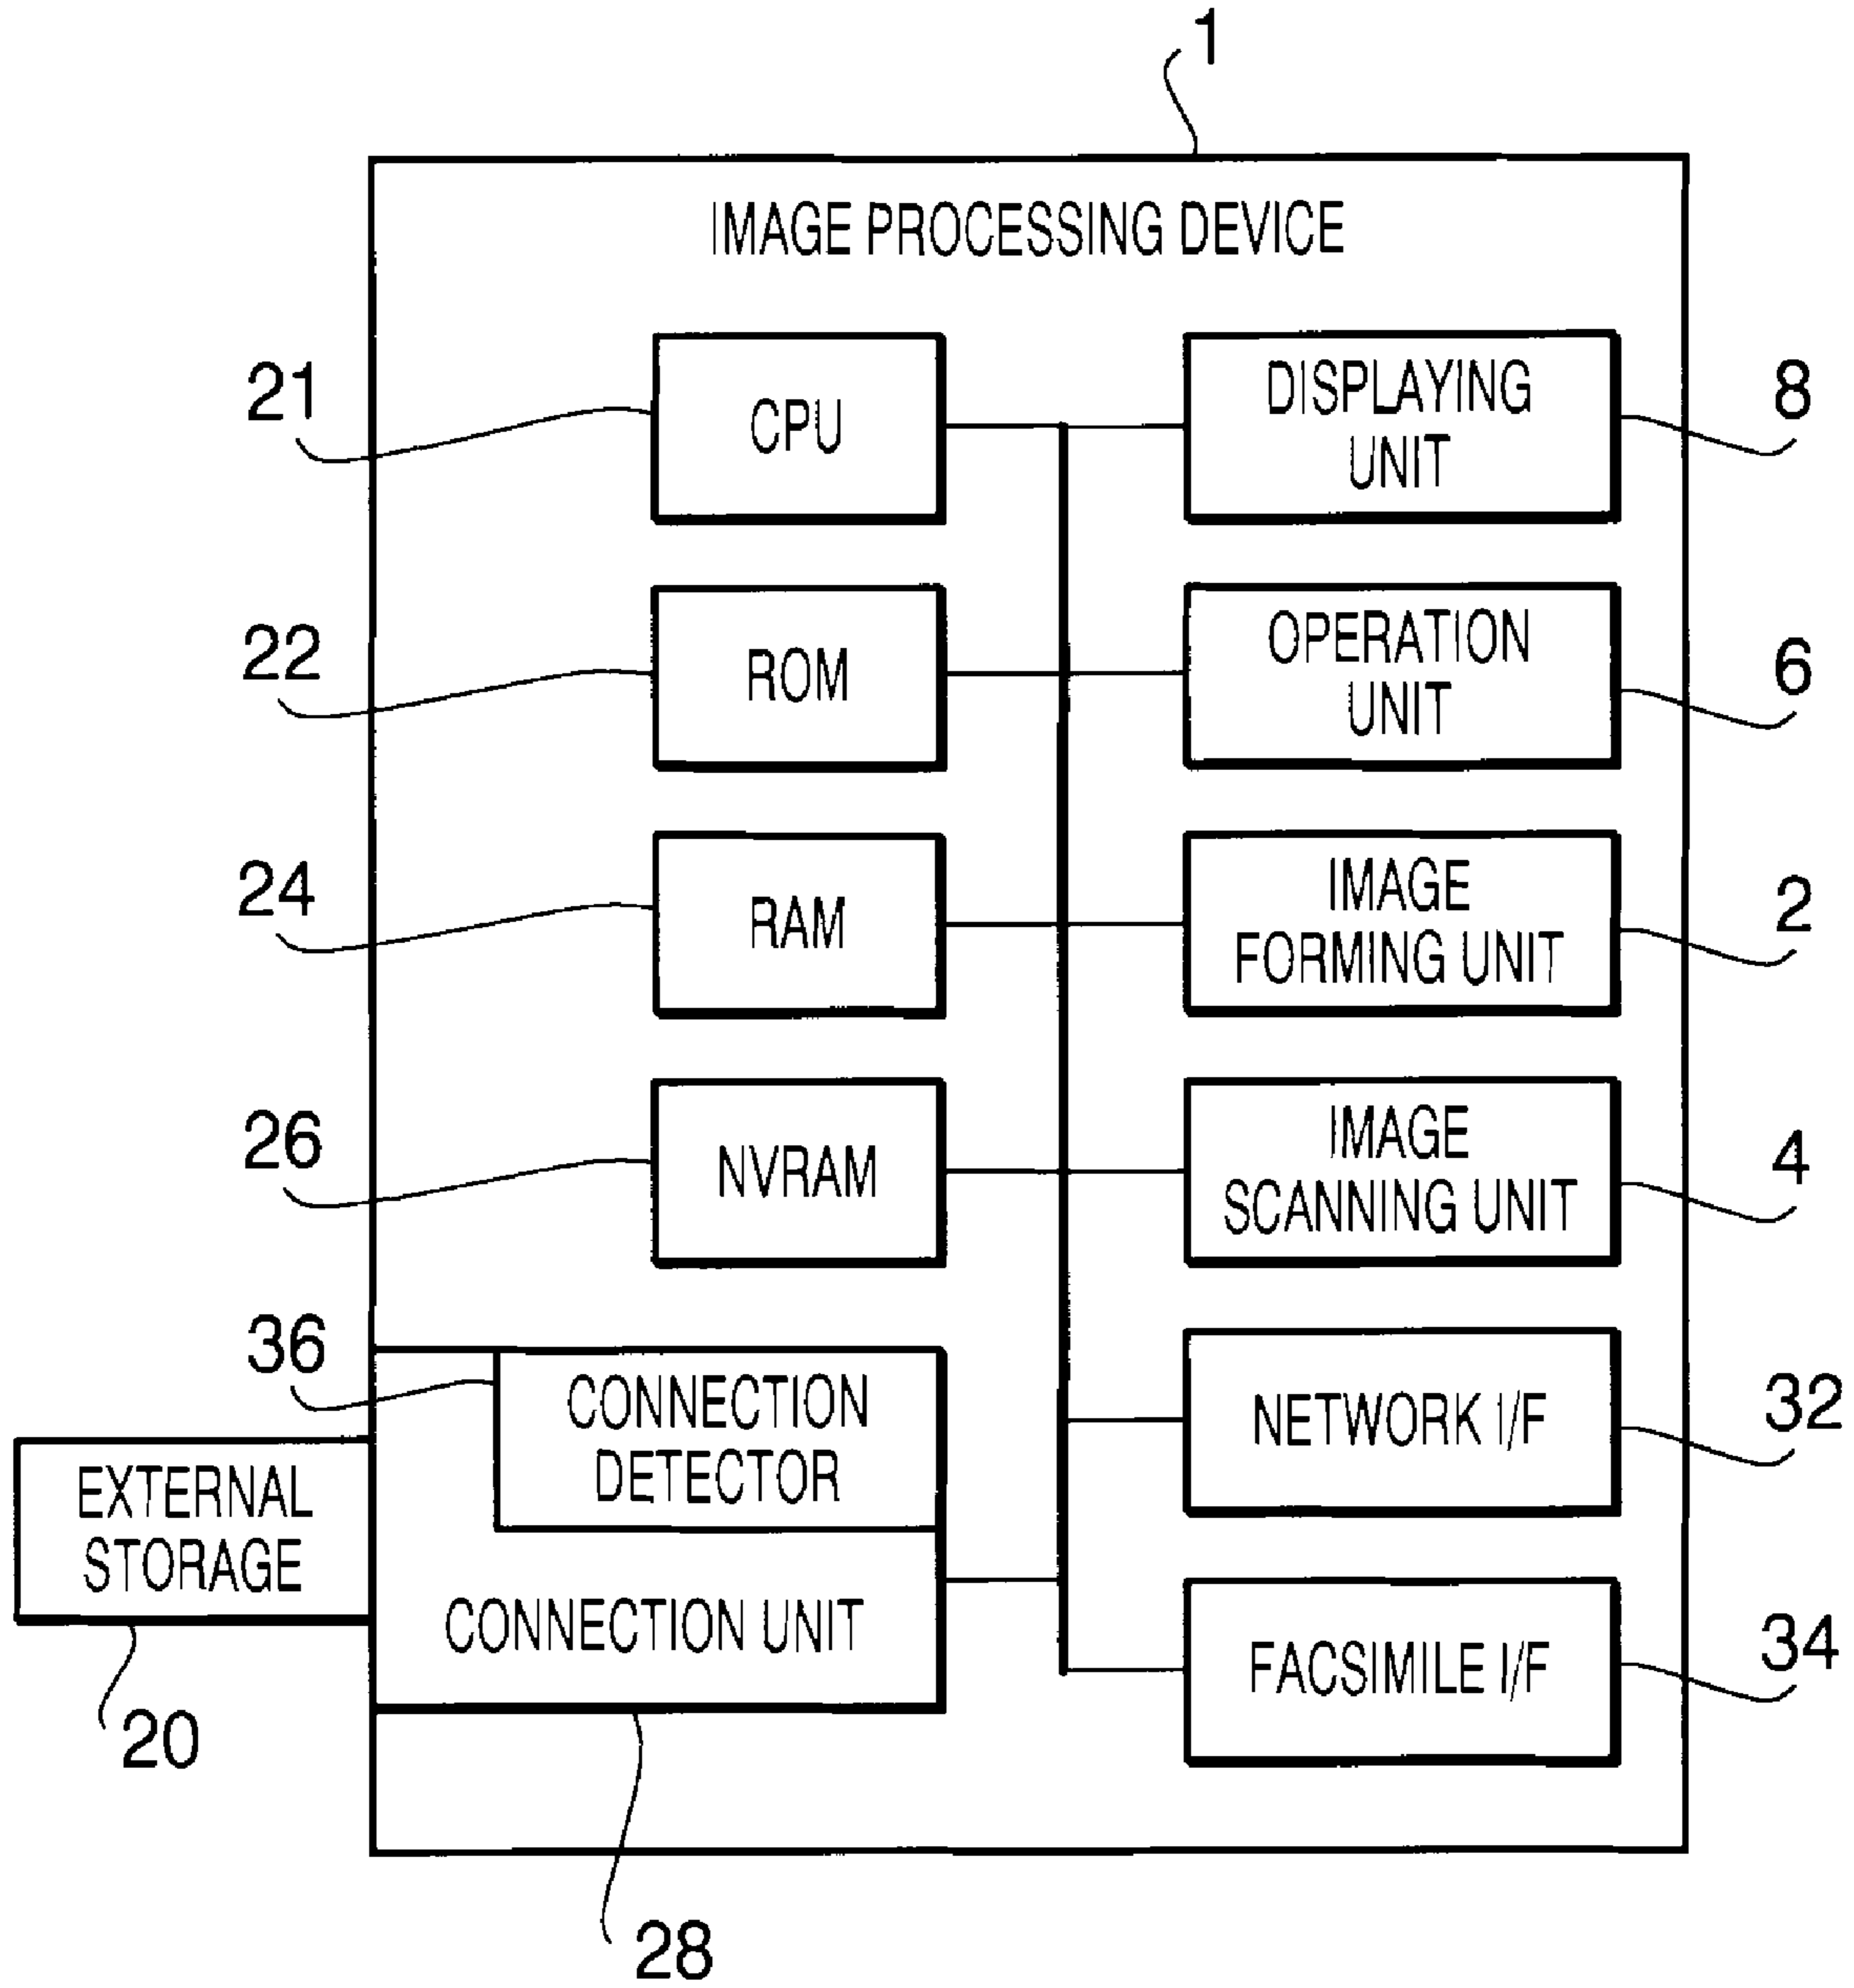 1
IMAGE PROCESSING DEVICE
21
CPU
DISPLAYING
UNIT
8
22
ROM
OPERATION
UNIT
6
24
RAM
IMAGE
FORMING UNIT
2
26
NVRAM
IMAGE
SCANNING UNIT
4
36
CONNECTION
DETECTOR
NETWORK I/F
32
EXTERNAL
STORAGE
20
CONNECTION UNIT
28
FACSIMILE I/F
34